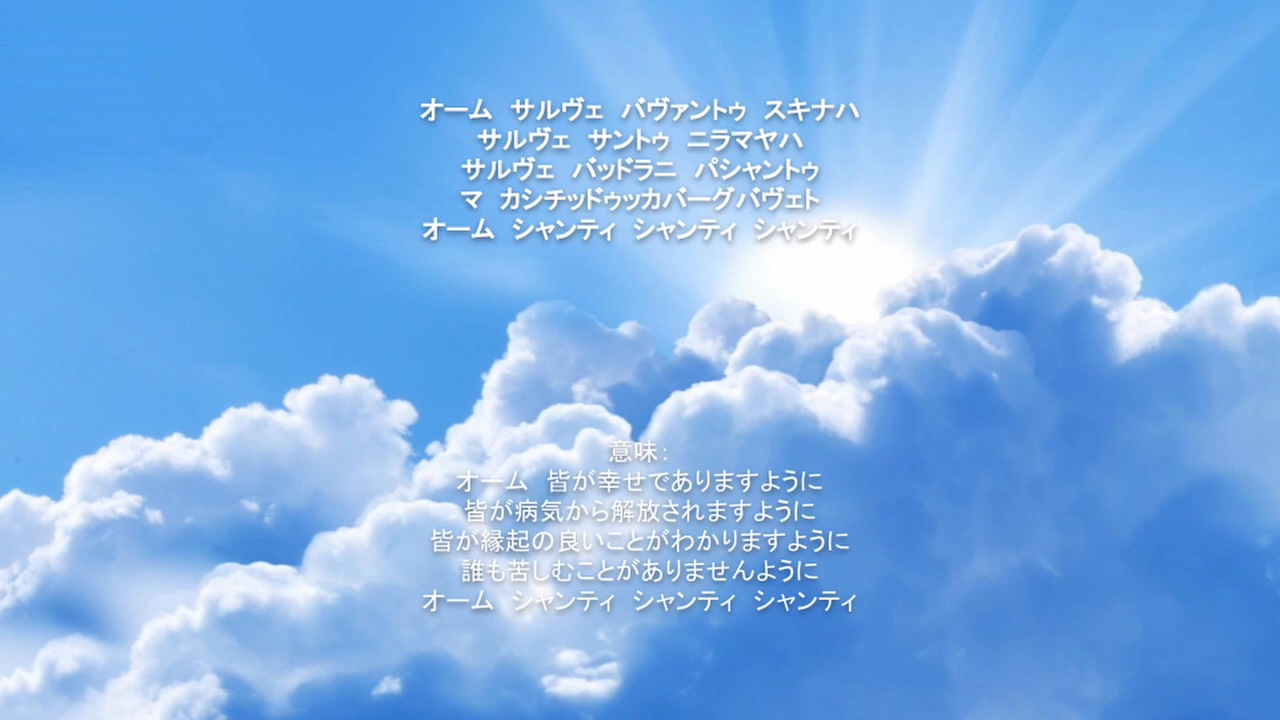 オーム　サルヴェ　バヴァントゥ　スキナハ
サルヴェ　サントゥ　ニラマヤハ
サルヴェ　バッドラニ　パシャントゥ
マ　カシチッドゥッカバーグバヴェト
オーム　シャンティ　シャンティ　シャンティ
意味：
オーム　皆が幸せでありますように
皆が病気から解放されますように
皆が縁起の良いことがわかりますように
誰も苦しむことがありませんように
オーム　シャンティ　シャンティ　シャンティ